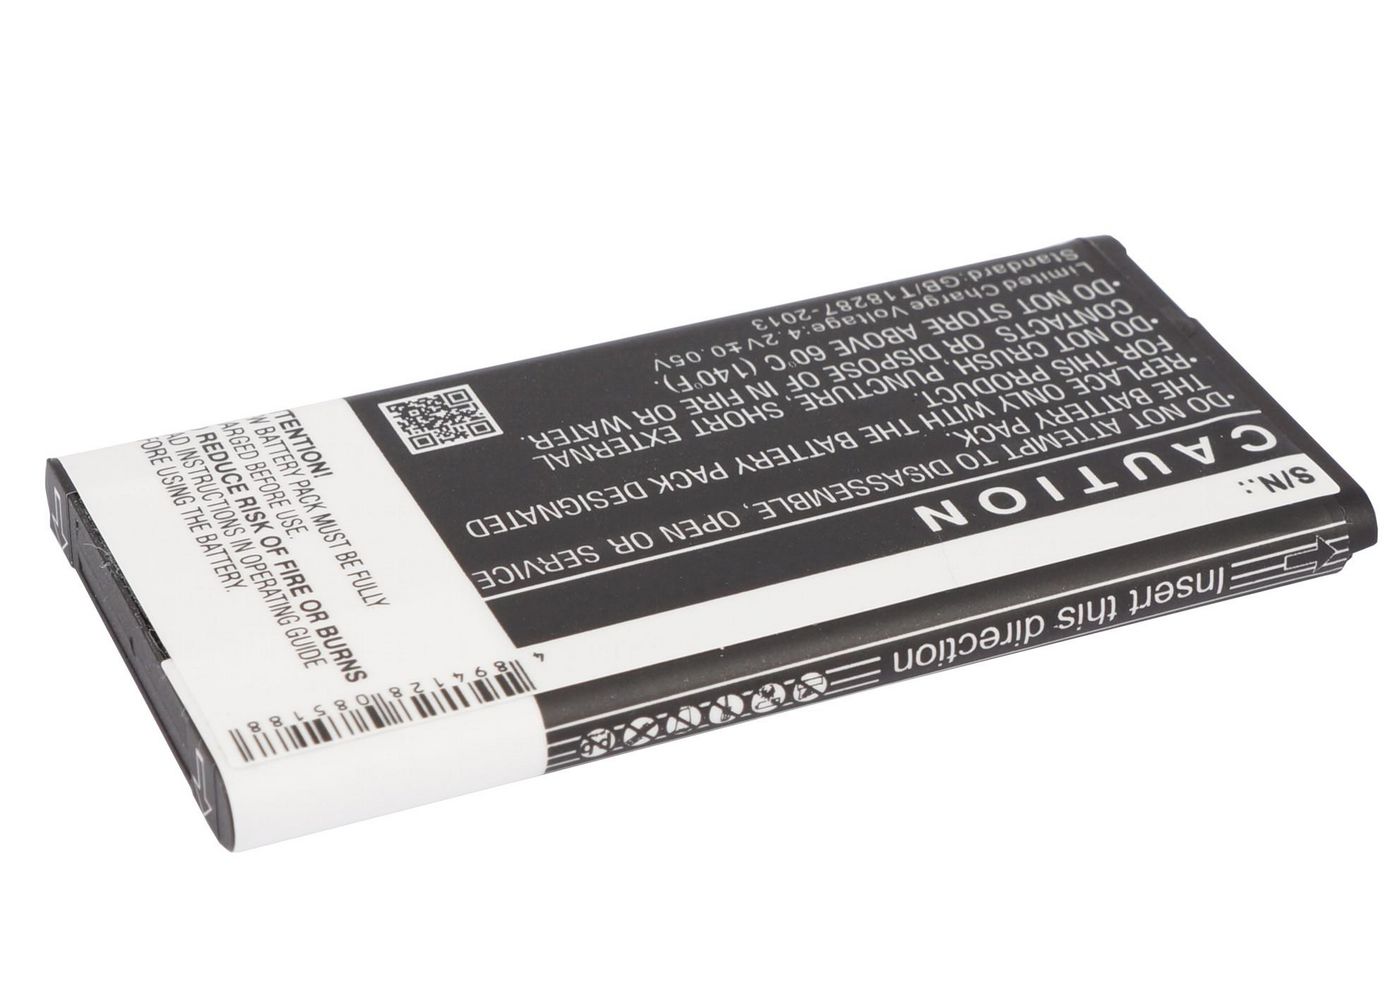 S/N.:
CAUTION
•DO NOT ATTEMPT TO DISASSEMBLE, OPEN OR SERVICE
THE BATTERY PACK.
•REPLACE ONLY WITH THE BATTERY PACK DESIGNATED
FOR THIS PRODUCT.
•DO NOT CRUSH, PUNCTURE, SHORT EXTERNAL
CONTACTS OR DISPOSE OF IN FIRE OR WATER.
•DO NOT STORE ABOVE 60°C (140°F).
Limited Charge Voltage:4.2V±0.05V
Standard:GB/T18287-2013
Insert this direction
TTENTION!
W BATTERY PACK MUST BE FULLY
ARGED BEFORE USE.
REDUCE RISK OF FIRE OR BURNS
AD INSTRUCTIONS IN OPERATING GUIDE
FORE USING THE BATTERY.
4 894128 085188